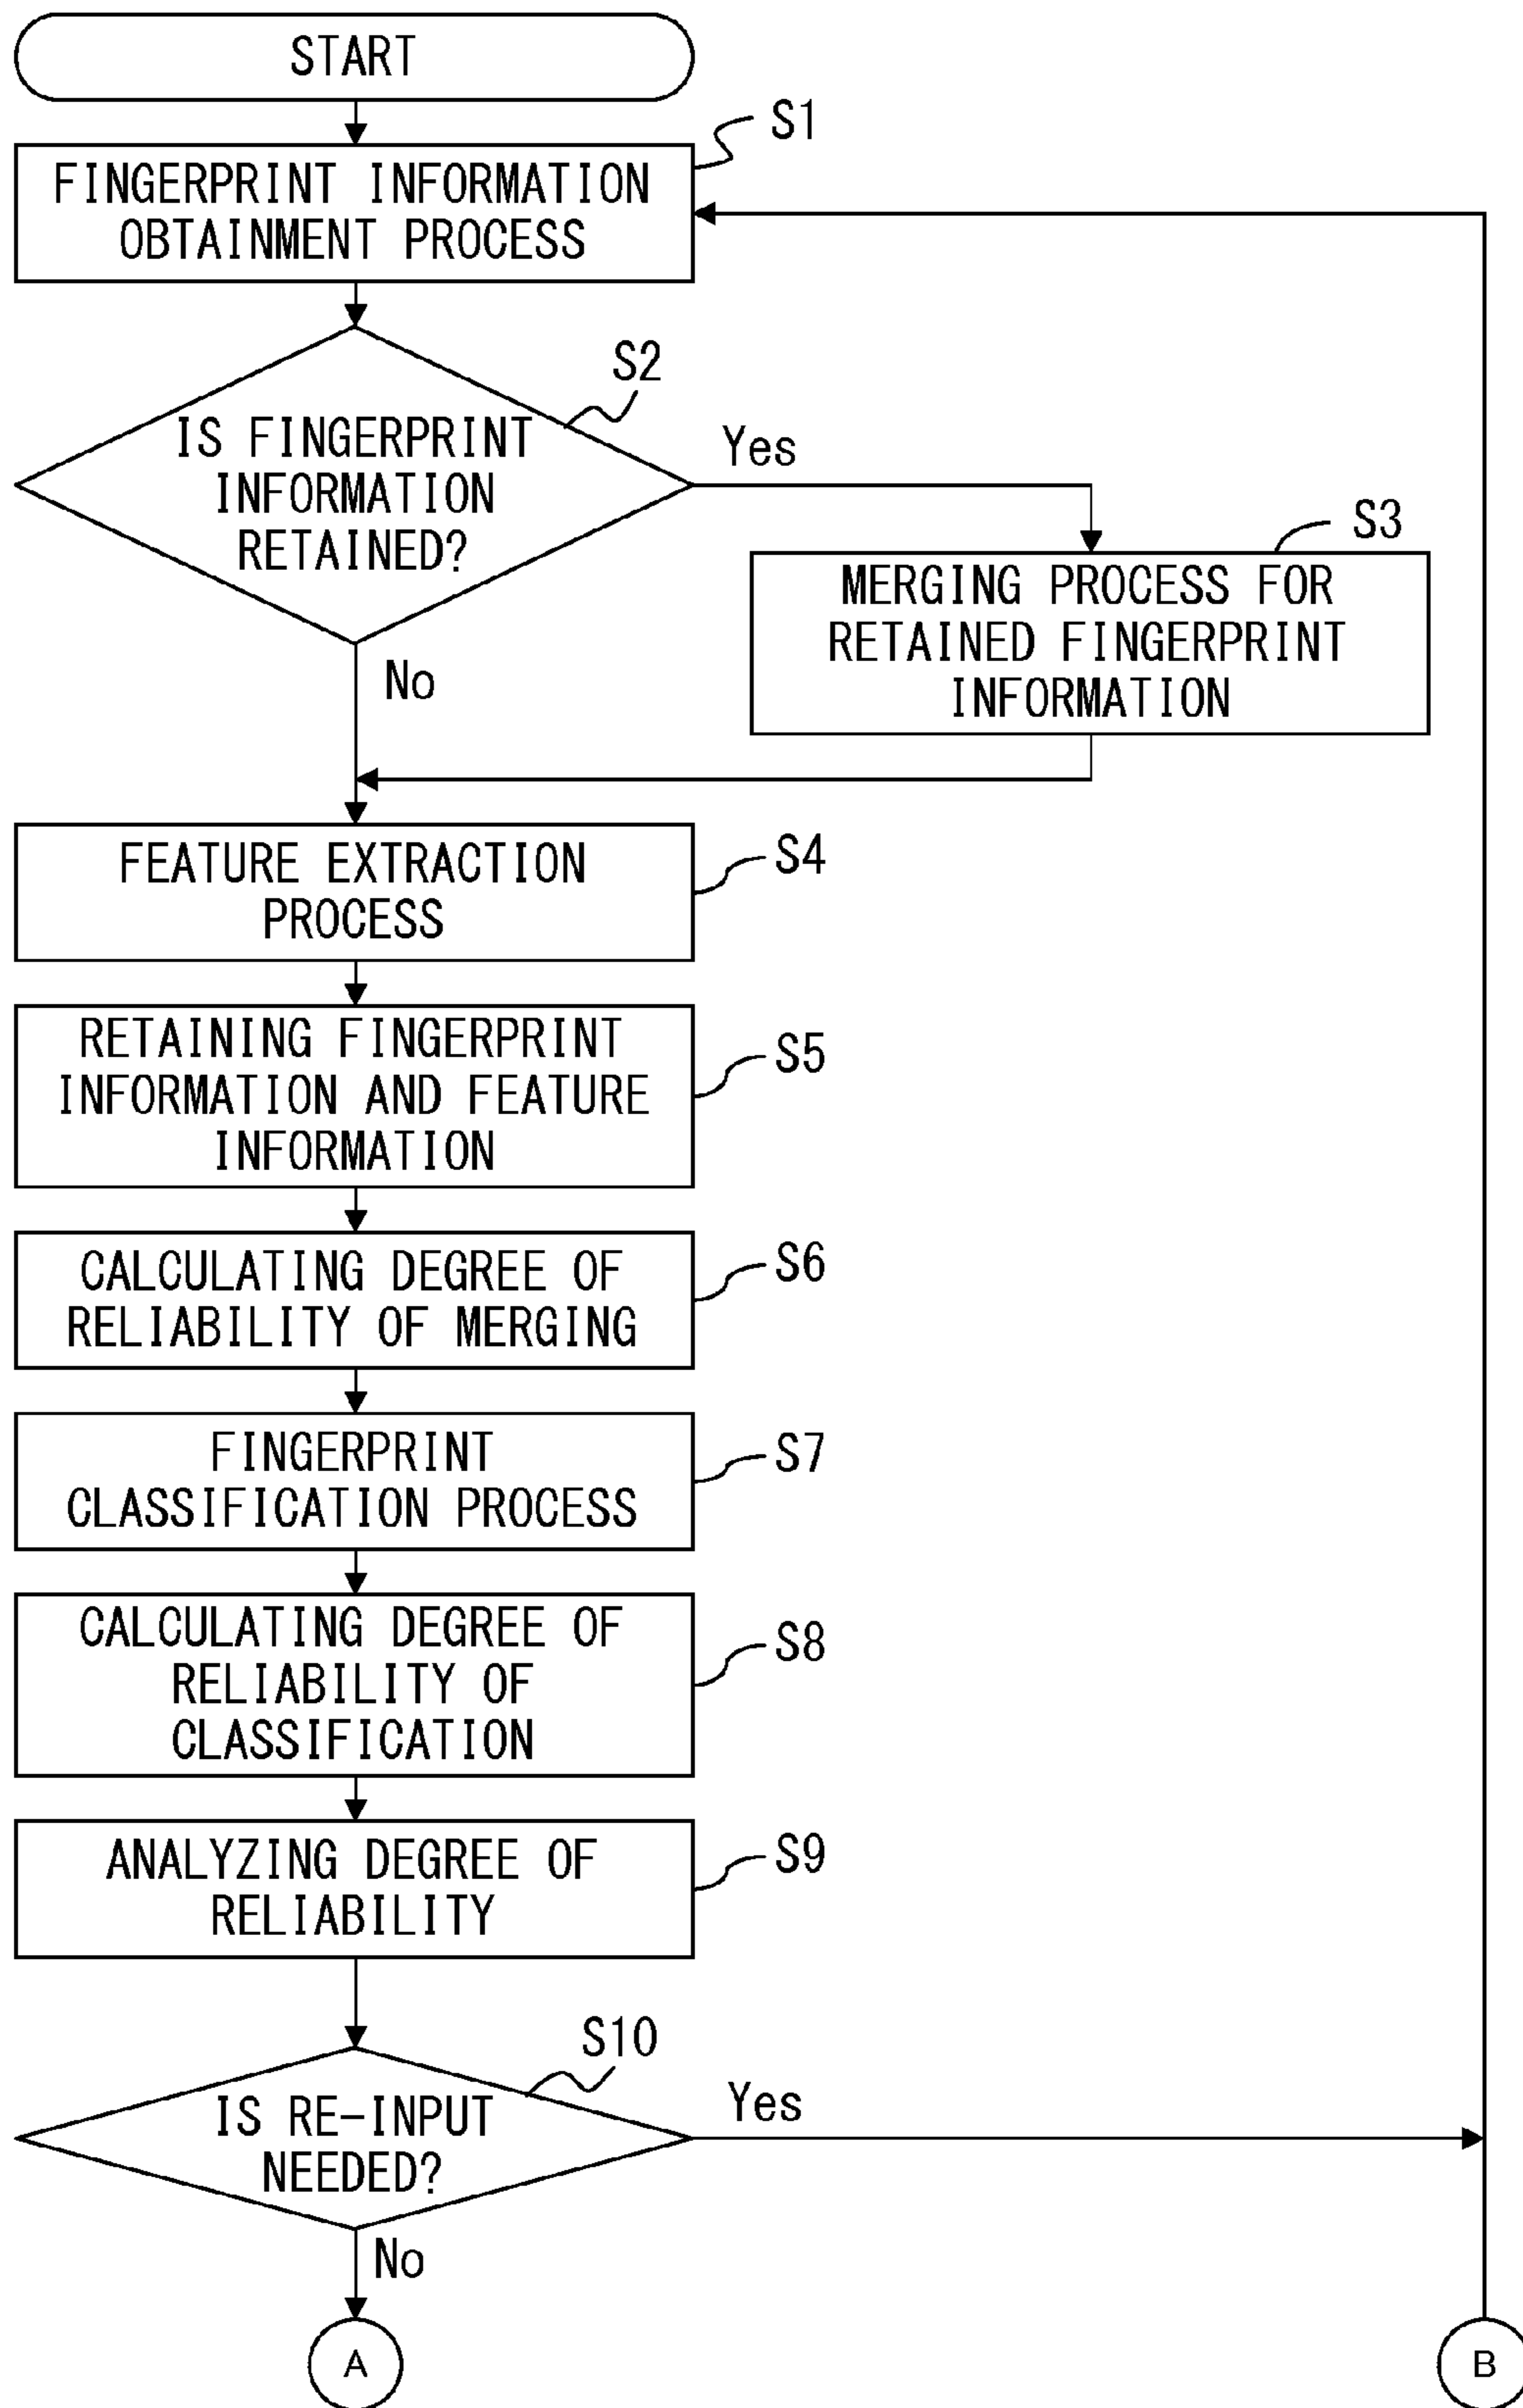 START
S1
FINGERPRINT INFORMATION
OBTAINMENT PROCESS
S2
IS FINGERPRINT
INFORMATION
RETAINED?
Yes
No
S3
MERGING PROCESS FOR
RETAINED FINGERPRINT
INFORMATION
FEATURE EXTRACTION
PROCESS
S4
RETAINING FINGERPRINT
INFORMATION AND FEATURE
INFORMATION
S5
CALCULATING DEGREE OF
RELIABILITY OF MERGING
S6
FINGERPRINT
CLASSIFICATION PROCESS
S7
CALCULATING DEGREE OF
RELIABILITY OF
CLASSIFICATION
S8
ANALYZING DEGREE OF
RELIABILITY
S9
S10
IS RE-INPUT
NEEDED?
Yes
No
A
B